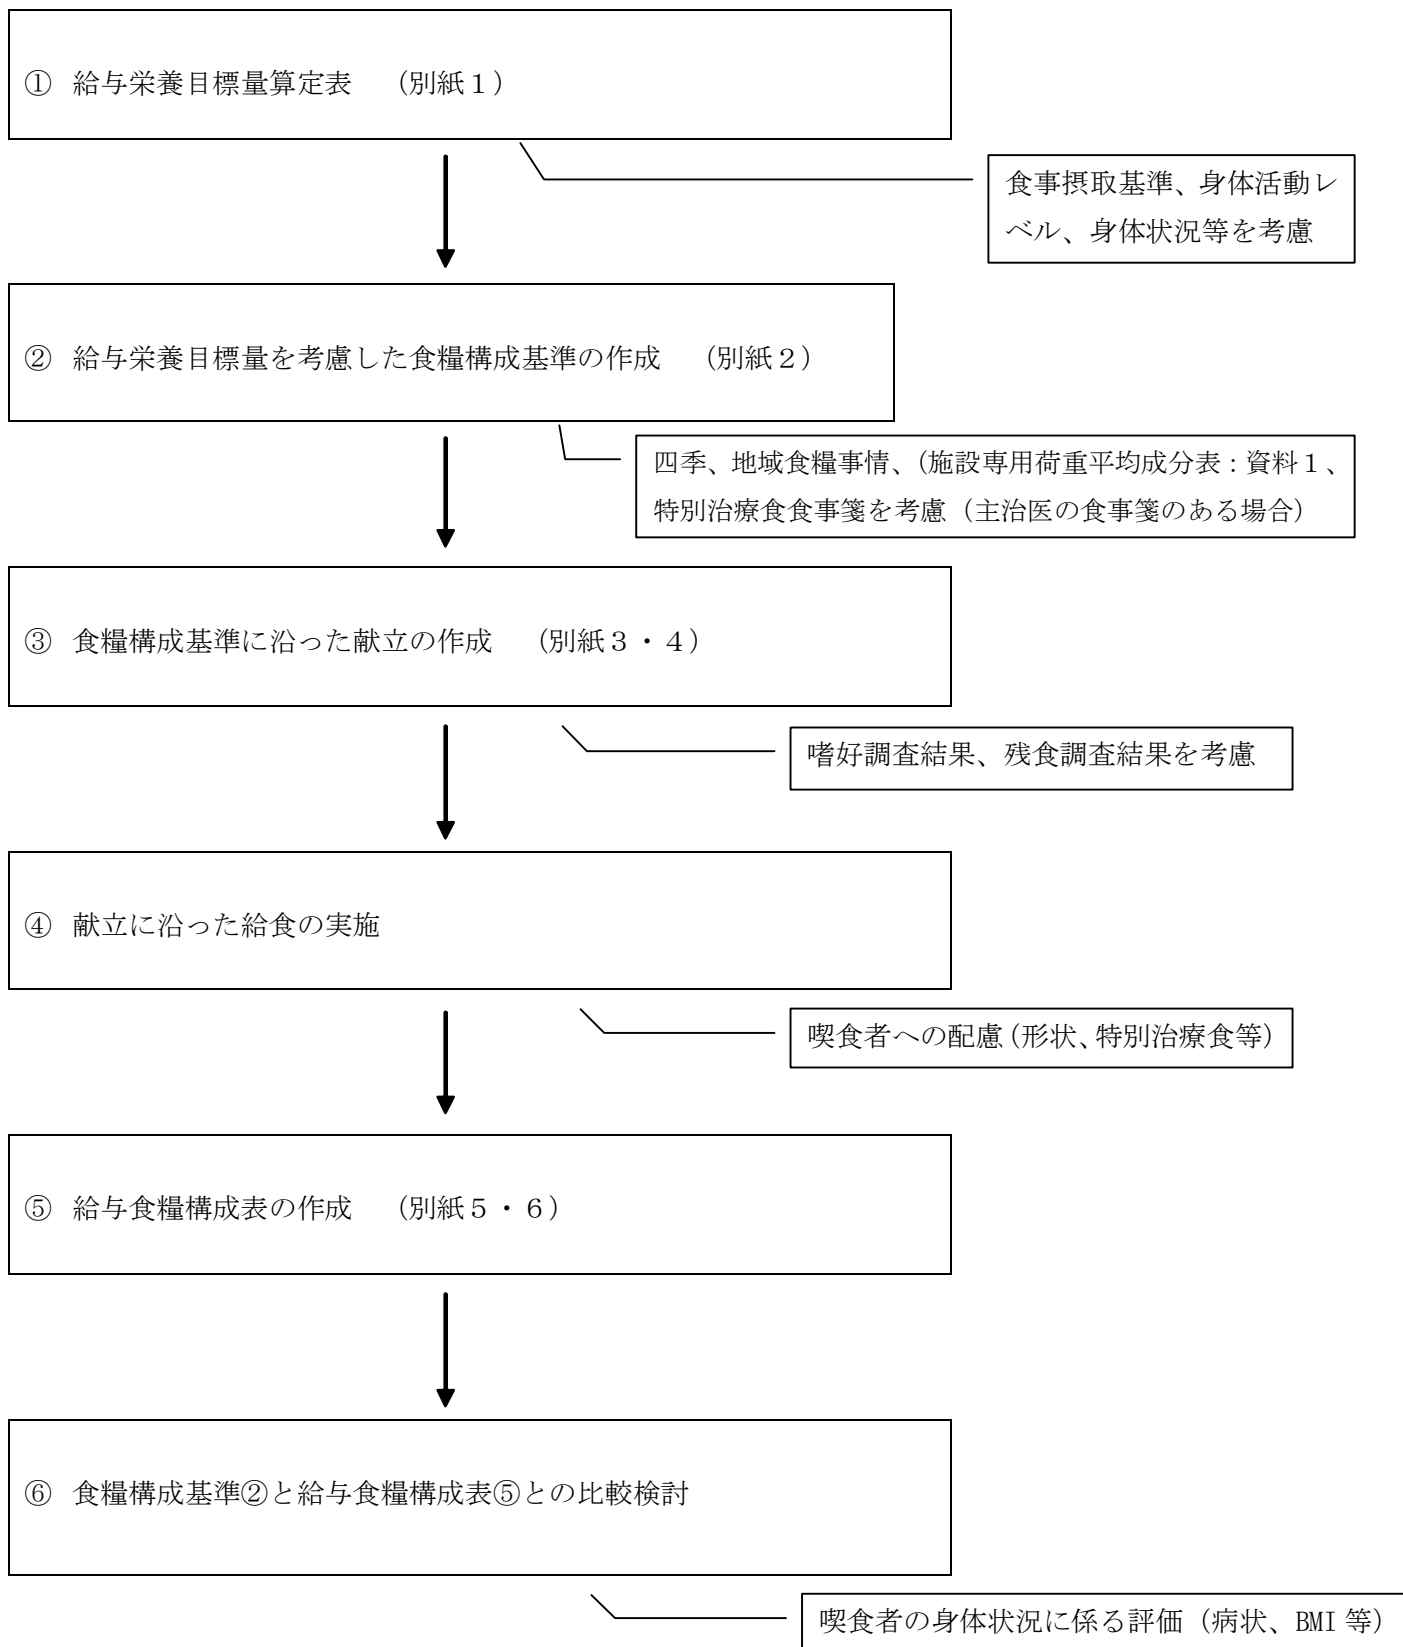 ① 給与栄養目標量算定表 （別紙１）
食事摂取基準、身体活動レ
ベル、身体状況等を考慮
② 給与栄養目標量を考慮した食糧構成基準の作成 （別紙２）
四季、地域食糧事情、（施設専用荷重平均成分表：資料１、
特別治療食食事箋を考慮（主治医の食事箋のある場合）
③ 食糧構成基準に沿った献立の作成 （別紙３・４）
嗜好調査結果、残食調査結果を考慮
④ 献立に沿った給食の実施
喫食者への配慮（形状、特別治療食等）
⑤ 給与食糧構成表の作成 （別紙５・６）
⑥ 食糧構成基準②と給与食糧構成表⑤との比較検討
喫食者の身体状況に係る評価（病状、BMI 等）